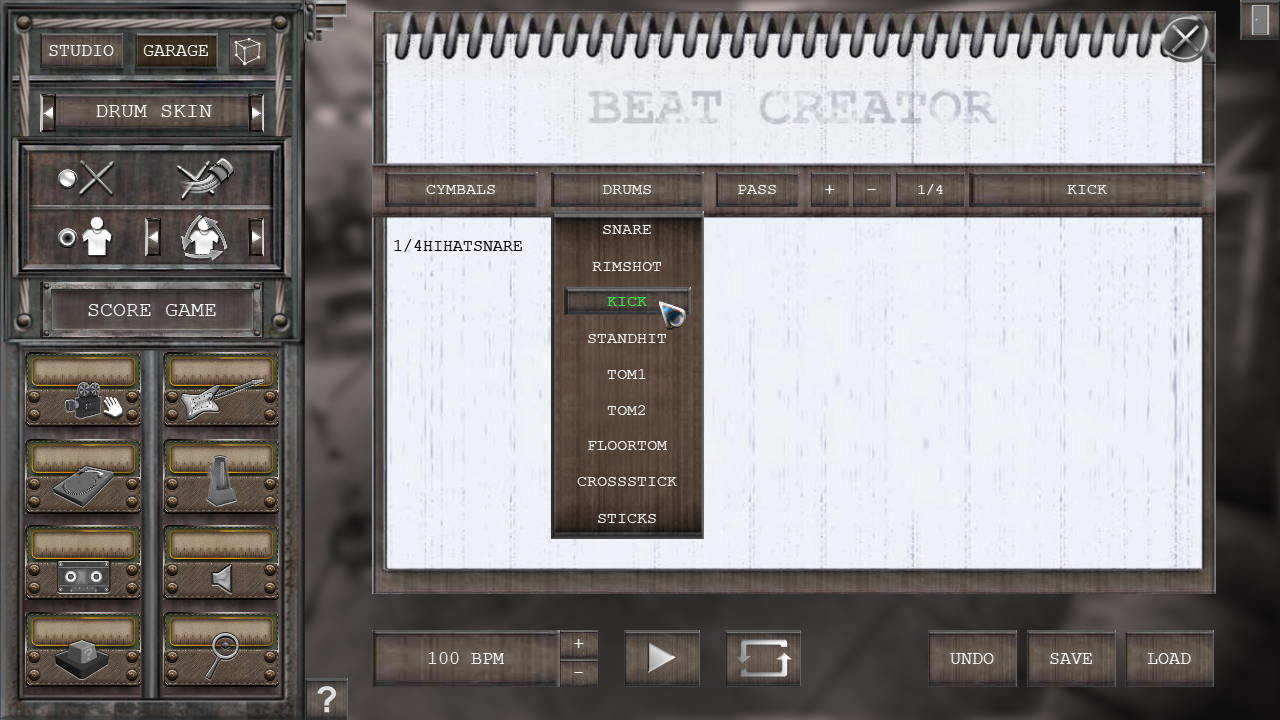 STUDIO GARAGE
DRUM SKIN
SCORE GAME
?
?
BEAT CREATOR
CYMBALS DRUMS PASS + - 1/4 KICK
1/4HIHATSNARE
SNARE
RIMSHOT
KICK
STANDHIT
TOM1
TOM2
FLOORTOM
CROSSSTICK
STICKS
100 BPM + -
UNDO SAVE LOAD